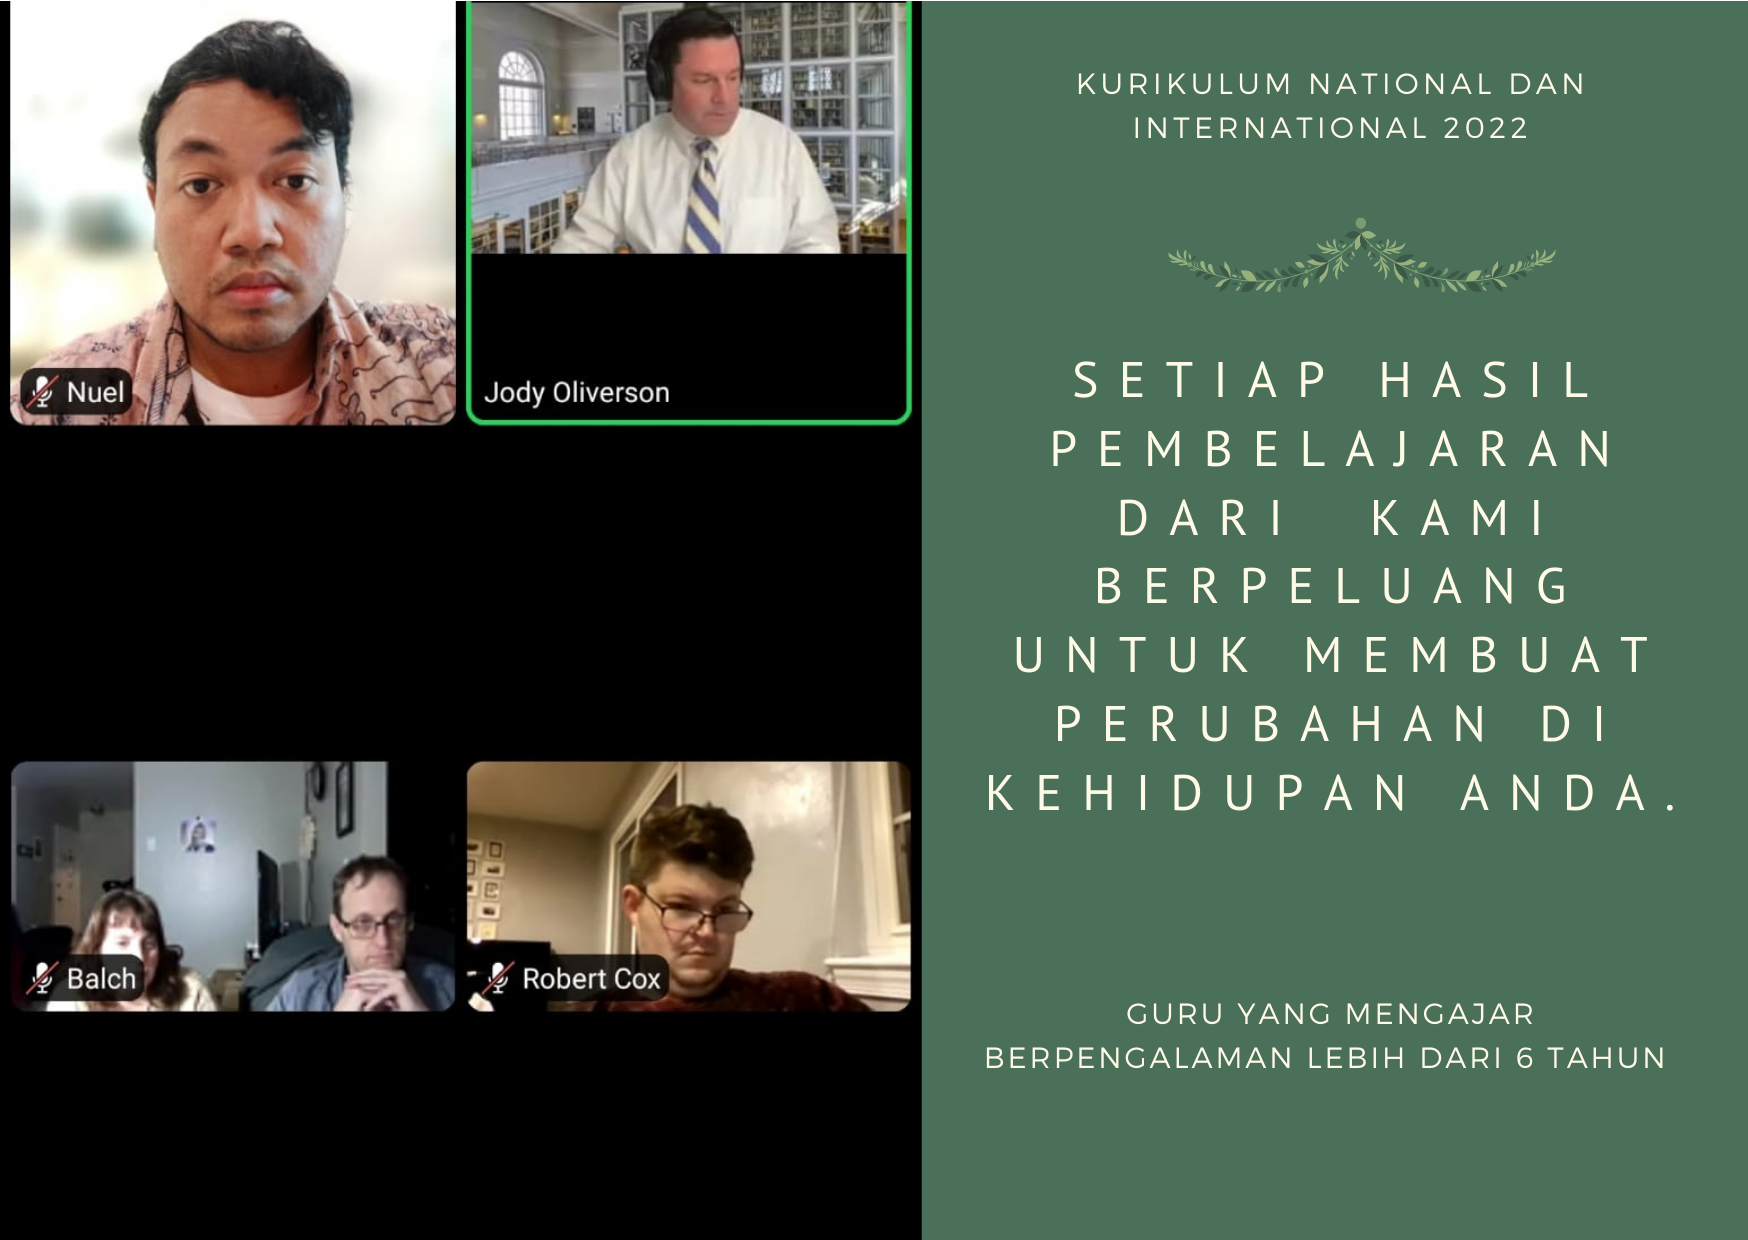 Nuel
Jody Oliverson
Balch
Robert Cox
KURIKULUM NATIONAL DAN
INTERNATIONAL 2022
SETIAP HASIL
PEMBELAJARAN
DARI KAMI
BERPELUANG
UNTUK MEMBUAT
PERUBAHAN DI
KEHIDUPAN ANDA.
GURU YANG MENGAJAR
BERPENGALAMAN LEBIH DARI 6 TAHUN